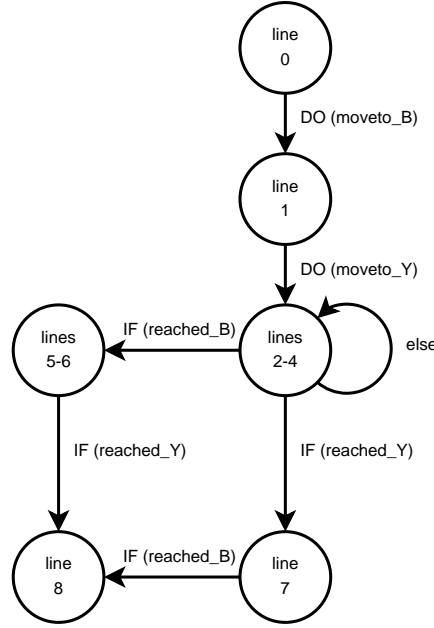 line
0
DO (moveto_B)
line
1
DO (moveto_Y)
lines
5-6
IF (reached_B)
lines
2-4
else
IF (reached_Y)
IF (reached_Y)
line
8
IF (reached_B)
line
7